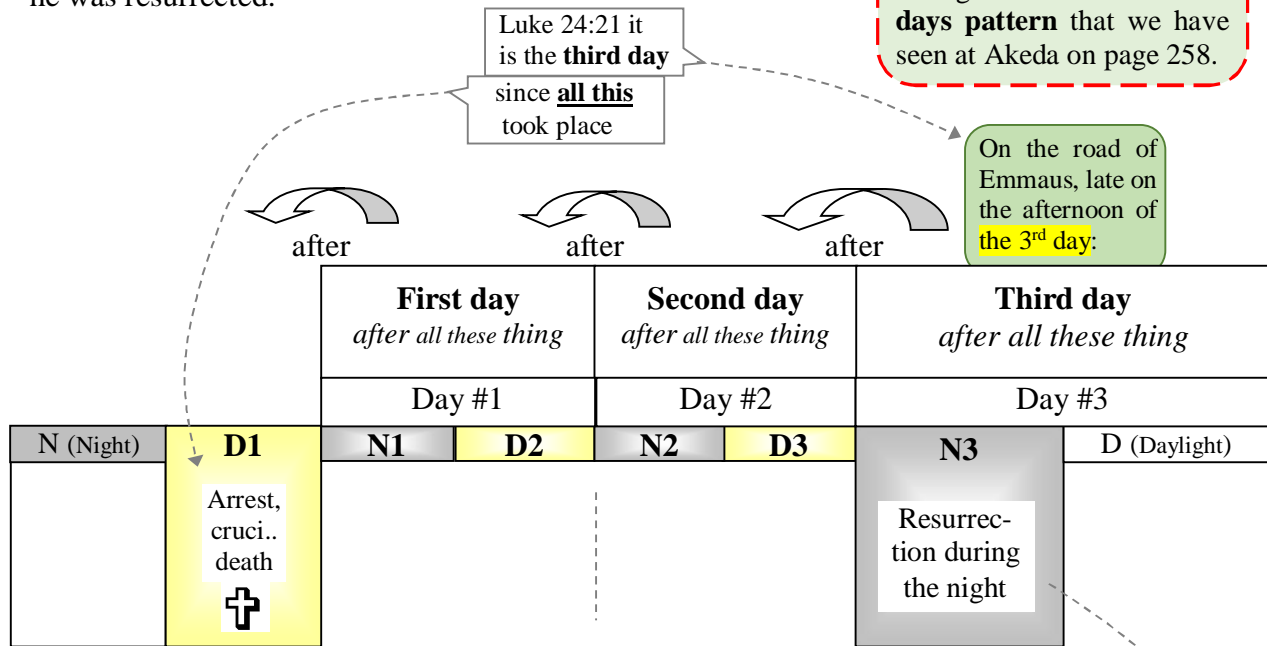 he was resurrected.
days pattern that we have
seen at Akeda on page 258.
Luke 24:21 it
is the third day
since all this
took place
On the road of
Emmaus, late on
the afternoon of
the 3rd day:
after
after
after
First day
after all these thing
Second day
after all these thing
Third day
after all these thing
Day #1
Day #2
Day #3
N (Night)
D1
N1
D2
N2
D3
N3
D (Daylight)
Arrest,
cruci..
death
Resurrec-
tion during
the night